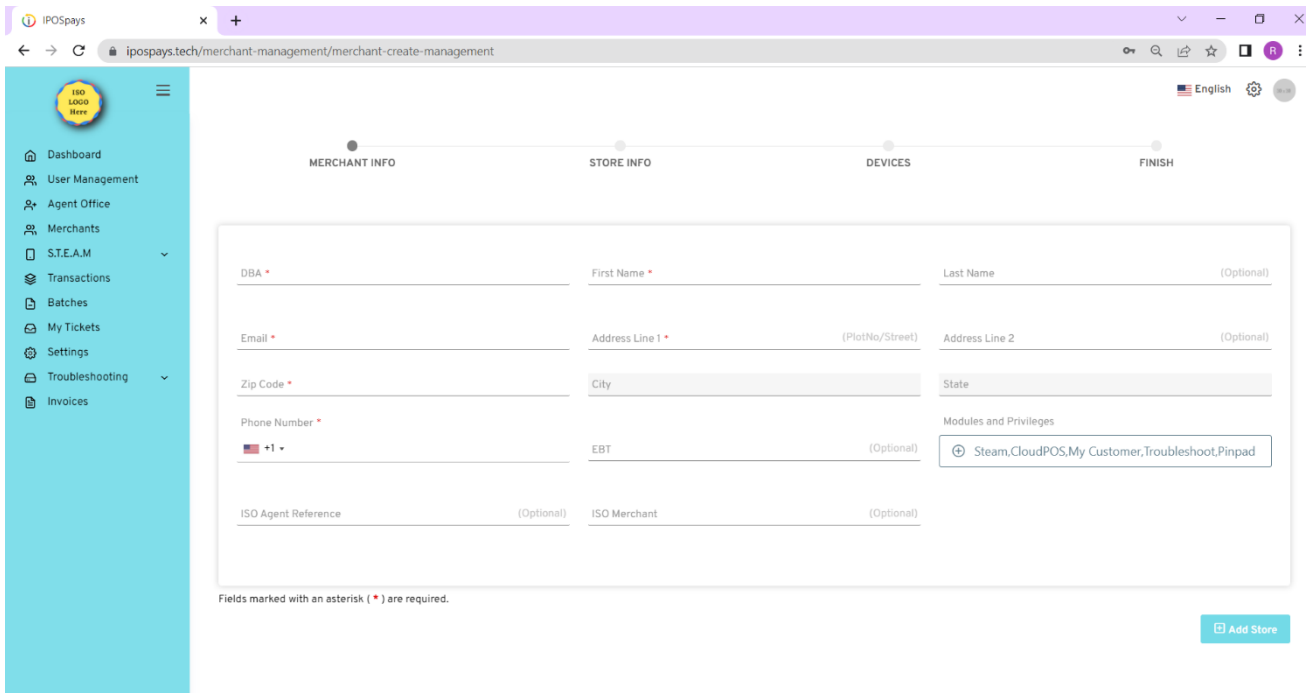 IPOSpays
ipospays.tech/merchant-management/merchant-create-management
R
ISO
LOGO
Here
English
Dashboard
User Management
Agent Office
Merchants
S.T.E.A.M
Transactions
Batches
My Tickets
Settings
Troubleshooting
Invoices
MERCHANT INFO STORE INFO DEVICES FINISH
DBA * First Name * Last Name (Optional)
Email * Address Line 1 * (PlotNo/Street) Address Line 2 (Optional)
Zip Code * City State
Phone Number * Modules and Privileges
+1 EBT (Optional) Steam,CloudPOS,My Customer,Troubleshoot,Pinpad
ISO Agent Reference (Optional) ISO Merchant (Optional)
Fields marked with an asterisk ( * ) are required.
Add Store